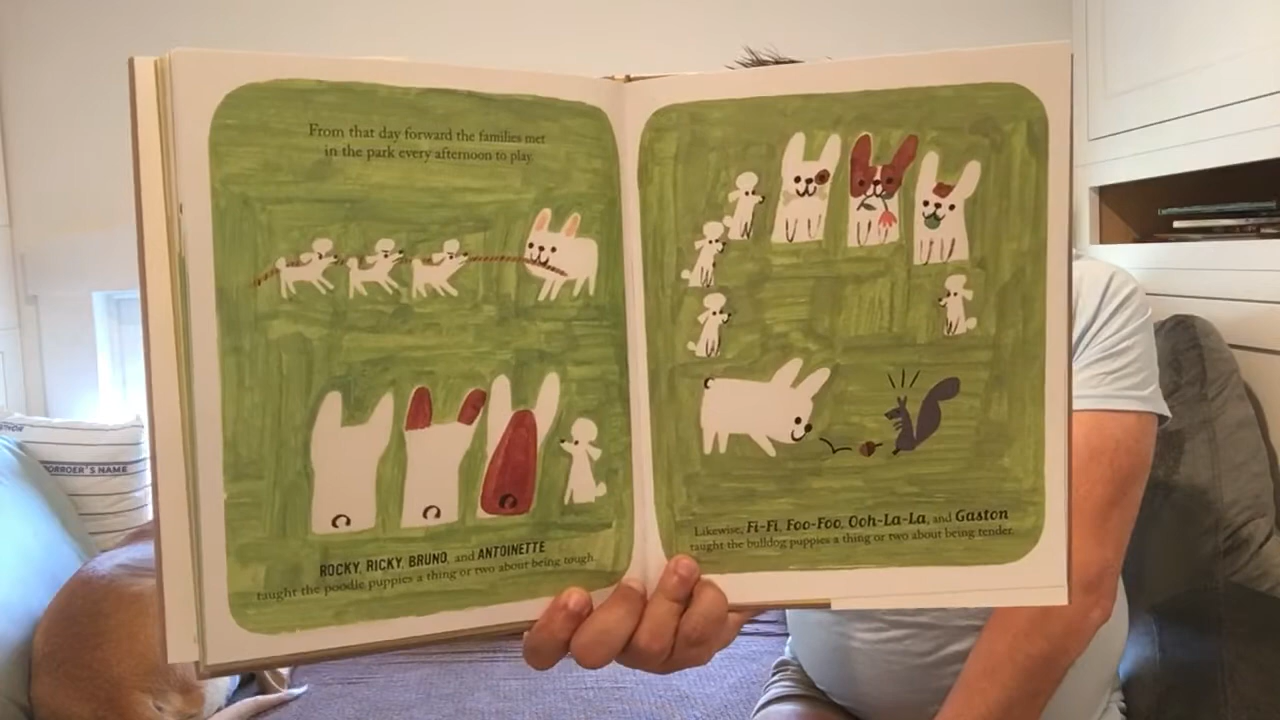 From that day forward the families met
in the park every afternoon to play.
ROCKY, RICKY, BRUNO, and ANTOINETTE
taught the poodle puppies a thing or two about being tough.
Likewise, Fi-Fi, Foo-Foo, Ooh-La-La, and Gaston
taught the bulldog puppies a thing or two about being tender.
BORROWER'S NAME